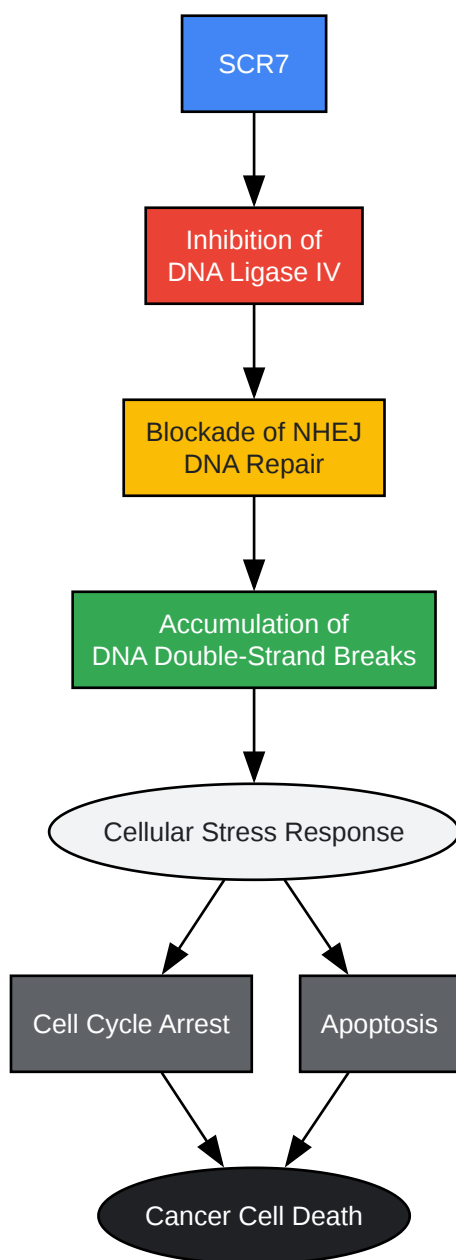 SCR7
Inhibition of
DNA Ligase IV
Blockade of NHEJ
DNA Repair
Accumulation of
DNA Double-Strand Breaks
Cellular Stress Response
Cell Cycle Arrest
Apoptosis
Cancer Cell Death